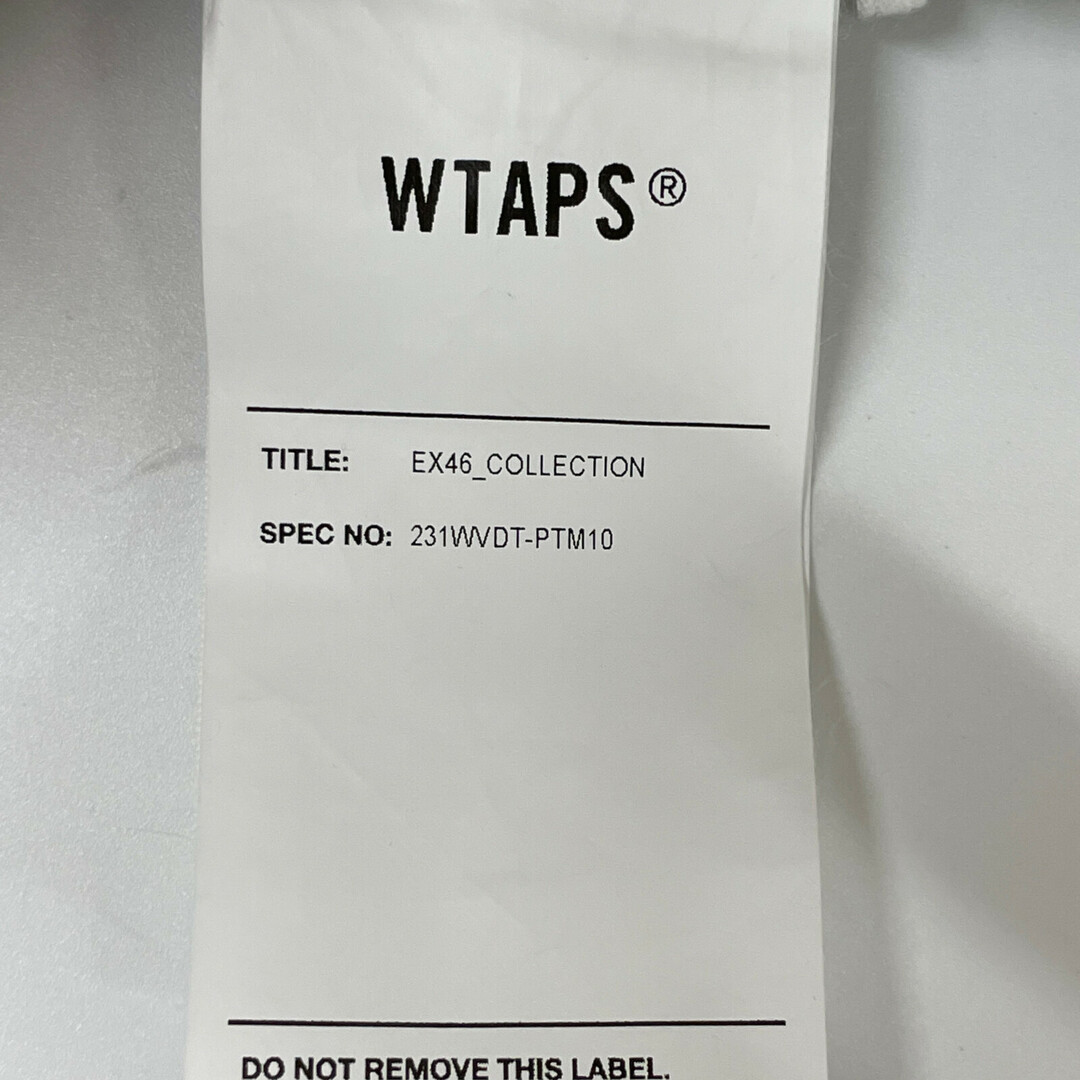 WTAPS®
TITLE: EX46_COLLECTION
SPEC NO: 231WVDT-PTM10
DO NOT REMOVE THIS LABEL.